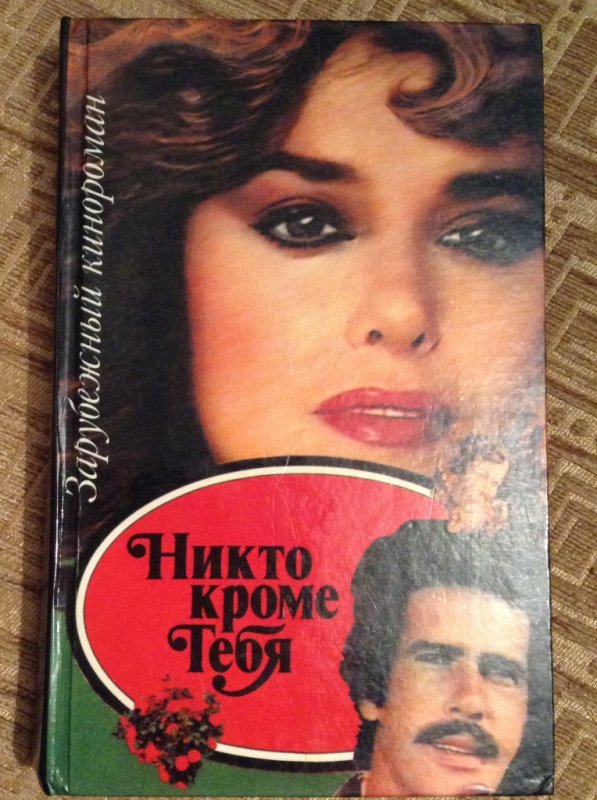 Зарубежный кинороман
Никто
кроме
Тебя